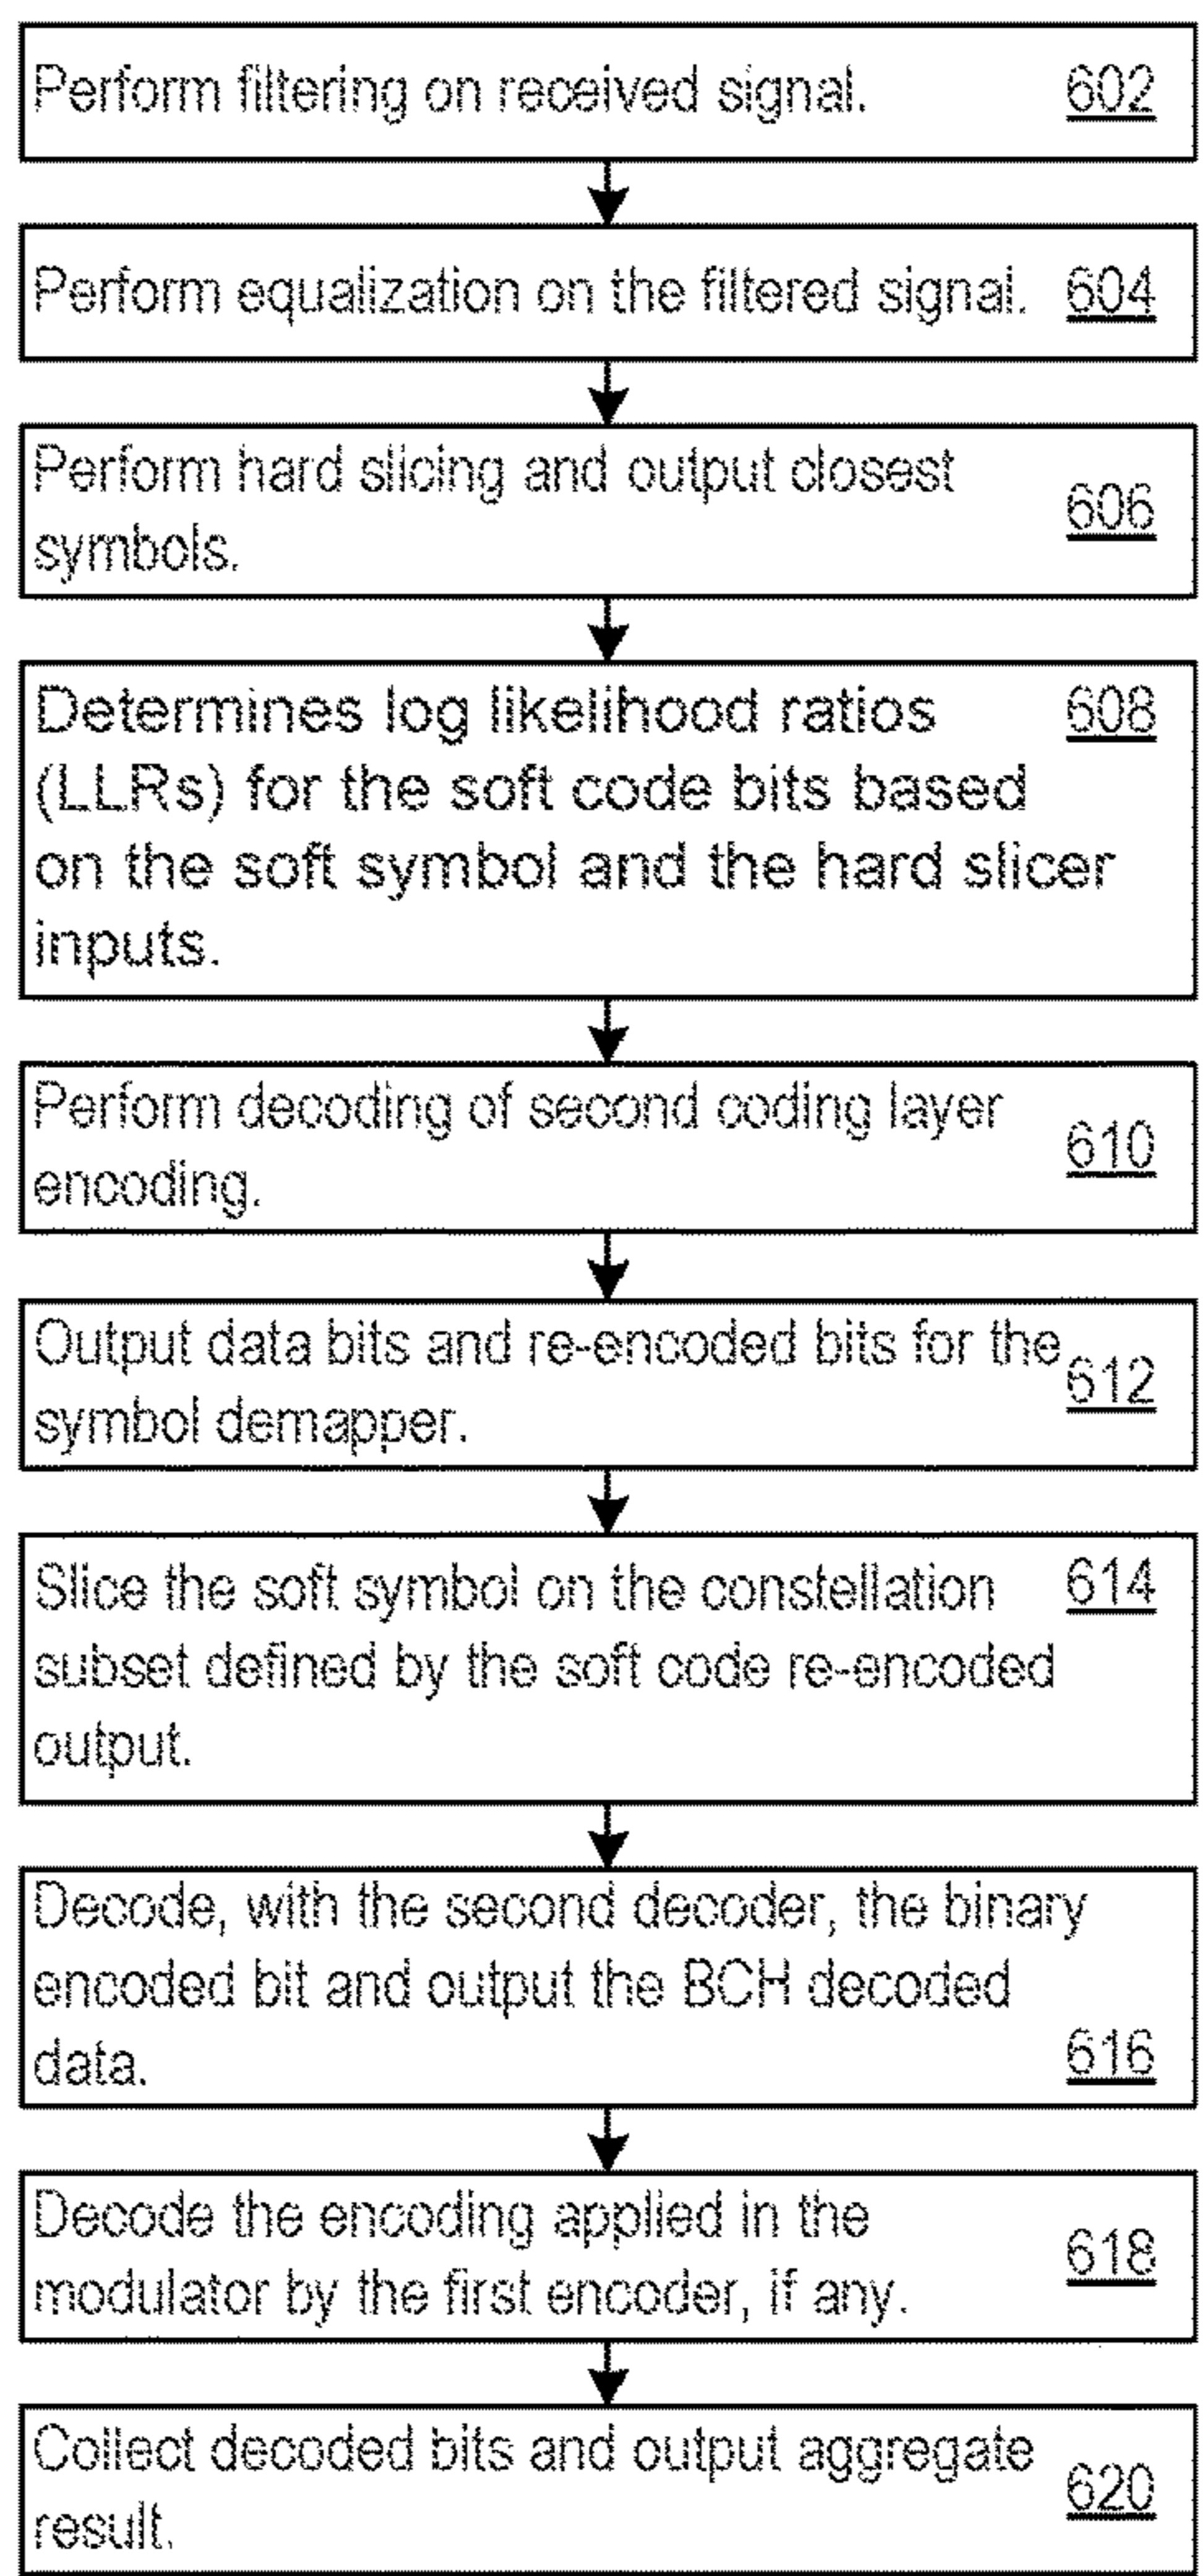 Perform filtering on received signal. 602
Perform equalization on the filtered signal. 604
Perform hard slicing and output closest
symbols.
606
Determines log likelihood ratios 608
(LLRs) for the soft code bits based
on the soft symbol and the hard slicer
inputs.
Perform decoding of second coding layer
encoding.
610
Output data bits and re-encoded bits for the
symbol demapper.
612
Slice the soft symbol on the constellation 614
subset defined by the soft code re-encoded
output.
Decode, with the second decoder, the binary
encoded bit and output the BCH decoded
data. 616
Decode the encoding applied in the
modulator by the first encoder, if any.
618
Collect decoded bits and output aggregate
result.
620